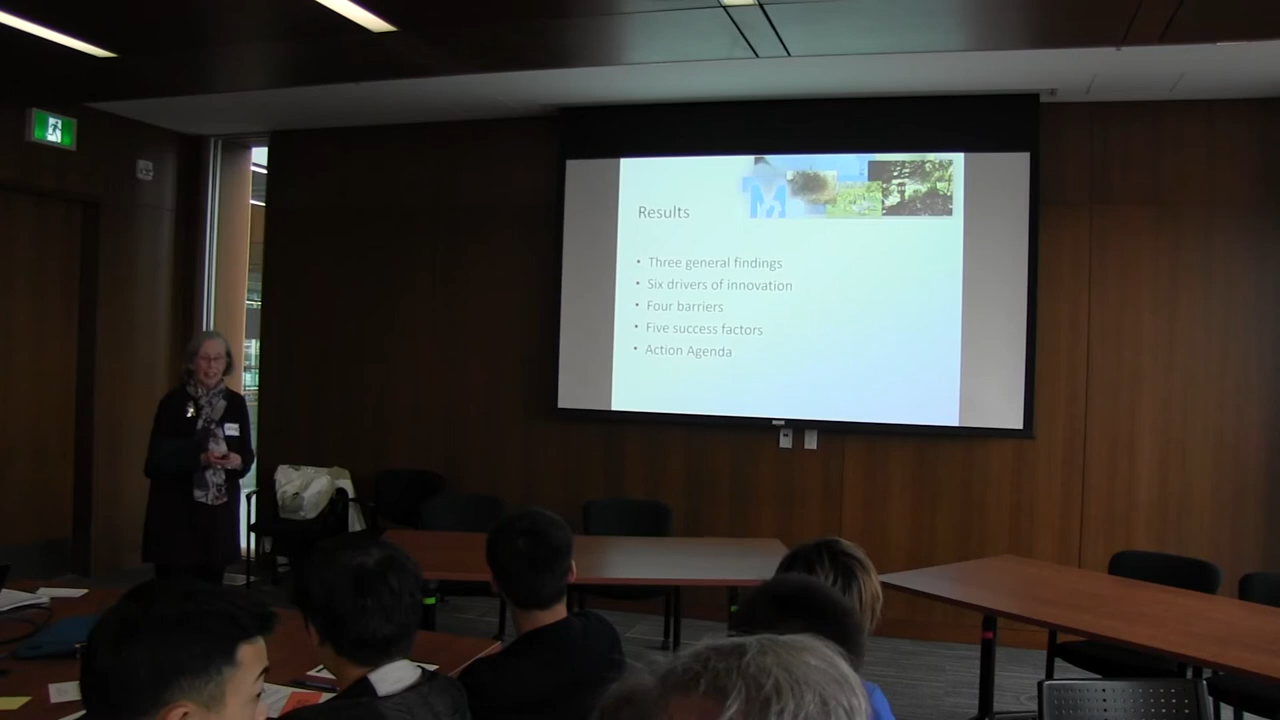 Results
• Three general findings
• Six drivers of innovation
• Four barriers
• Five success factors
• Action Agenda